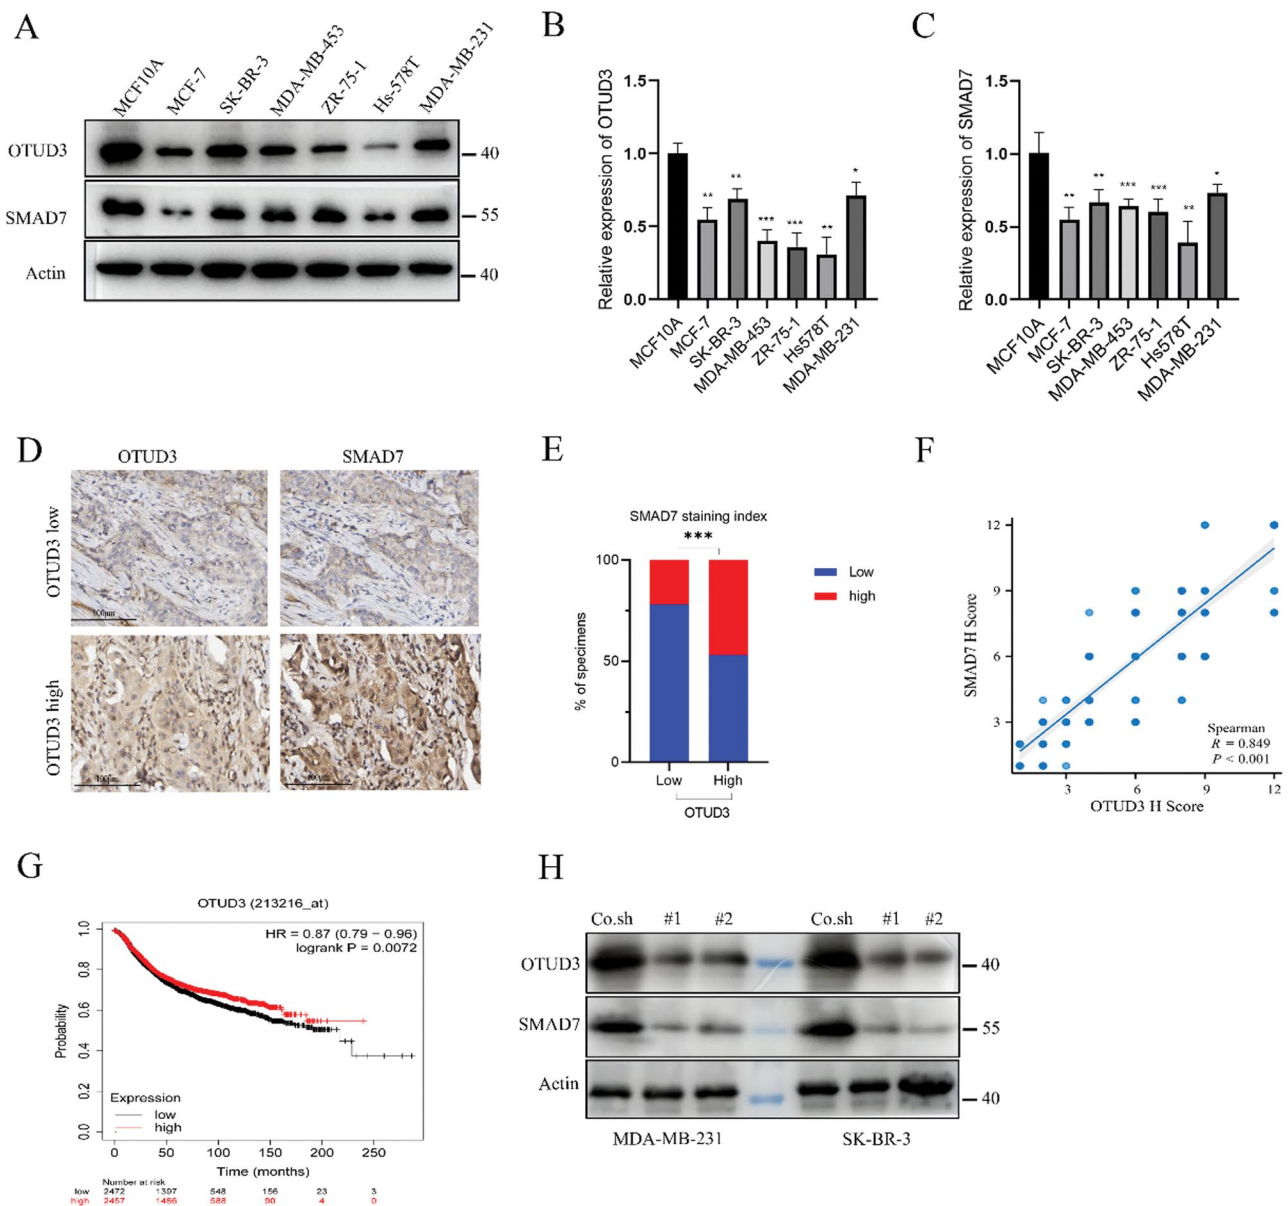 A
MCF10A
MCF-7
SK-BR-3
MDA-MB-453
ZR-75-1
Hs-578T
MDA-MB-231
OTUD3
40
SMAD7
55
Actin
40
B
Relative expression of OTUD3
1.5
1.0
0.5
0.0
**
**
***
***
**
*
MCF10A
MCF-7
SK-BR-3
MDA-MB-453
ZR-75-1
Hs578T
MDA-MB-231
C
Relative expression of SMAD7
1.5
1.0
0.5
0.0
**
**
***
***
**
*
MCF10A
MCF-7
SK-BR-3
MDA-MB-453
ZR-75-1
Hs578T
MDA-MB-231
D
OTUD3
SMAD7
OTUD3 low
100μm
OTUD3 high
100μm
100μm
E
SMAD7 staining index
***
% of specimens
100
50
0
Low
high
Low
High
OTUD3
F
SMAD7 H Score
12
9
6
3
Spearman
R = 0.849
P < 0.001
3
6
9
12
OTUD3 H Score
G
OTUD3 (213216_at)
HR = 0.87 (0.79 − 0.96)
logrank P = 0.0072
Probability
1.0
0.8
0.6
0.4
0.2
0.0
Expression
low
high
0
50
100
150
200
250
Time (months)
Number at risk
low 2472 1397 548 156 23 3
high 2457 1456 588 90 4 0
H
Co.sh #1 #2 Co.sh #1 #2
OTUD3
40
SMAD7
55
Actin
40
MDA-MB-231
SK-BR-3